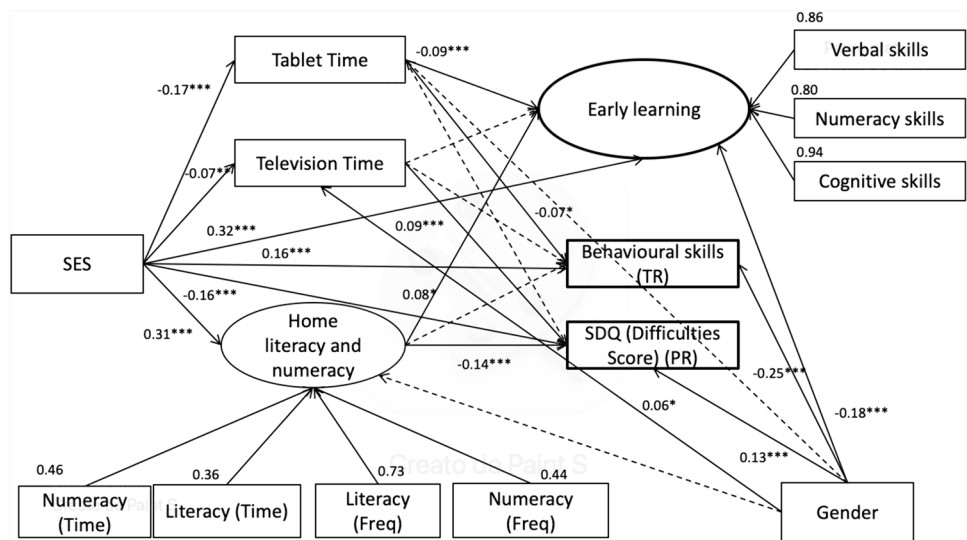 0.86
Verbal skills
-0.09***
Tablet Time
Early learning
0.80
Numeracy skills
-0.17***
0.94
Cognitive skills
Television Time
-0.07**
-0.07*
0.32***
0.09***
0.16***
SES
Behavioural skills
(TR)
-0.16***
0.08*
Home
literacy and
numeracy
0.31***
SDQ (Difficulties
Score) (PR)
-0.14***
-0.25***
0.06*
-0.18***
0.13***
0.46
0.36
0.73
0.44
Creato da Paint S
Numeracy
(Time)
Literacy (Time)
Literacy
(Freq)
Numeracy
(Freq)
Gender